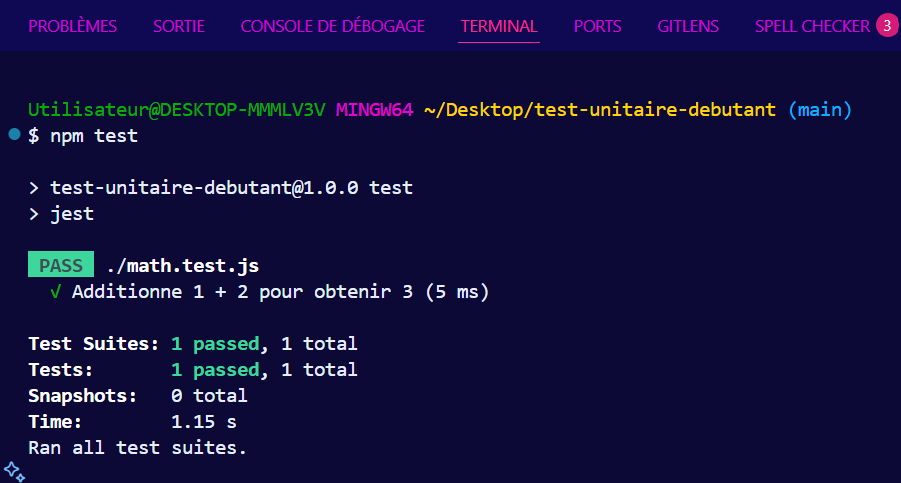 PROBLÈMES SORTIE CONSOLE DE DÉBOGAGE TERMINAL PORTS GITLENS SPELL CHECKER 3
Utilisateur@DESKTOP-MMMLV3V MINGW64 ~/Desktop/test-unitaire-debutant (main)
$ npm test
> test-unitaire-debutant@1.0.0 test
> jest
PASS ./math.test.js
√ Additionne 1 + 2 pour obtenir 3 (5 ms)
Test Suites: 1 passed, 1 total
Tests: 1 passed, 1 total
Snapshots: 0 total
Time: 1.15 s
Ran all test suites.